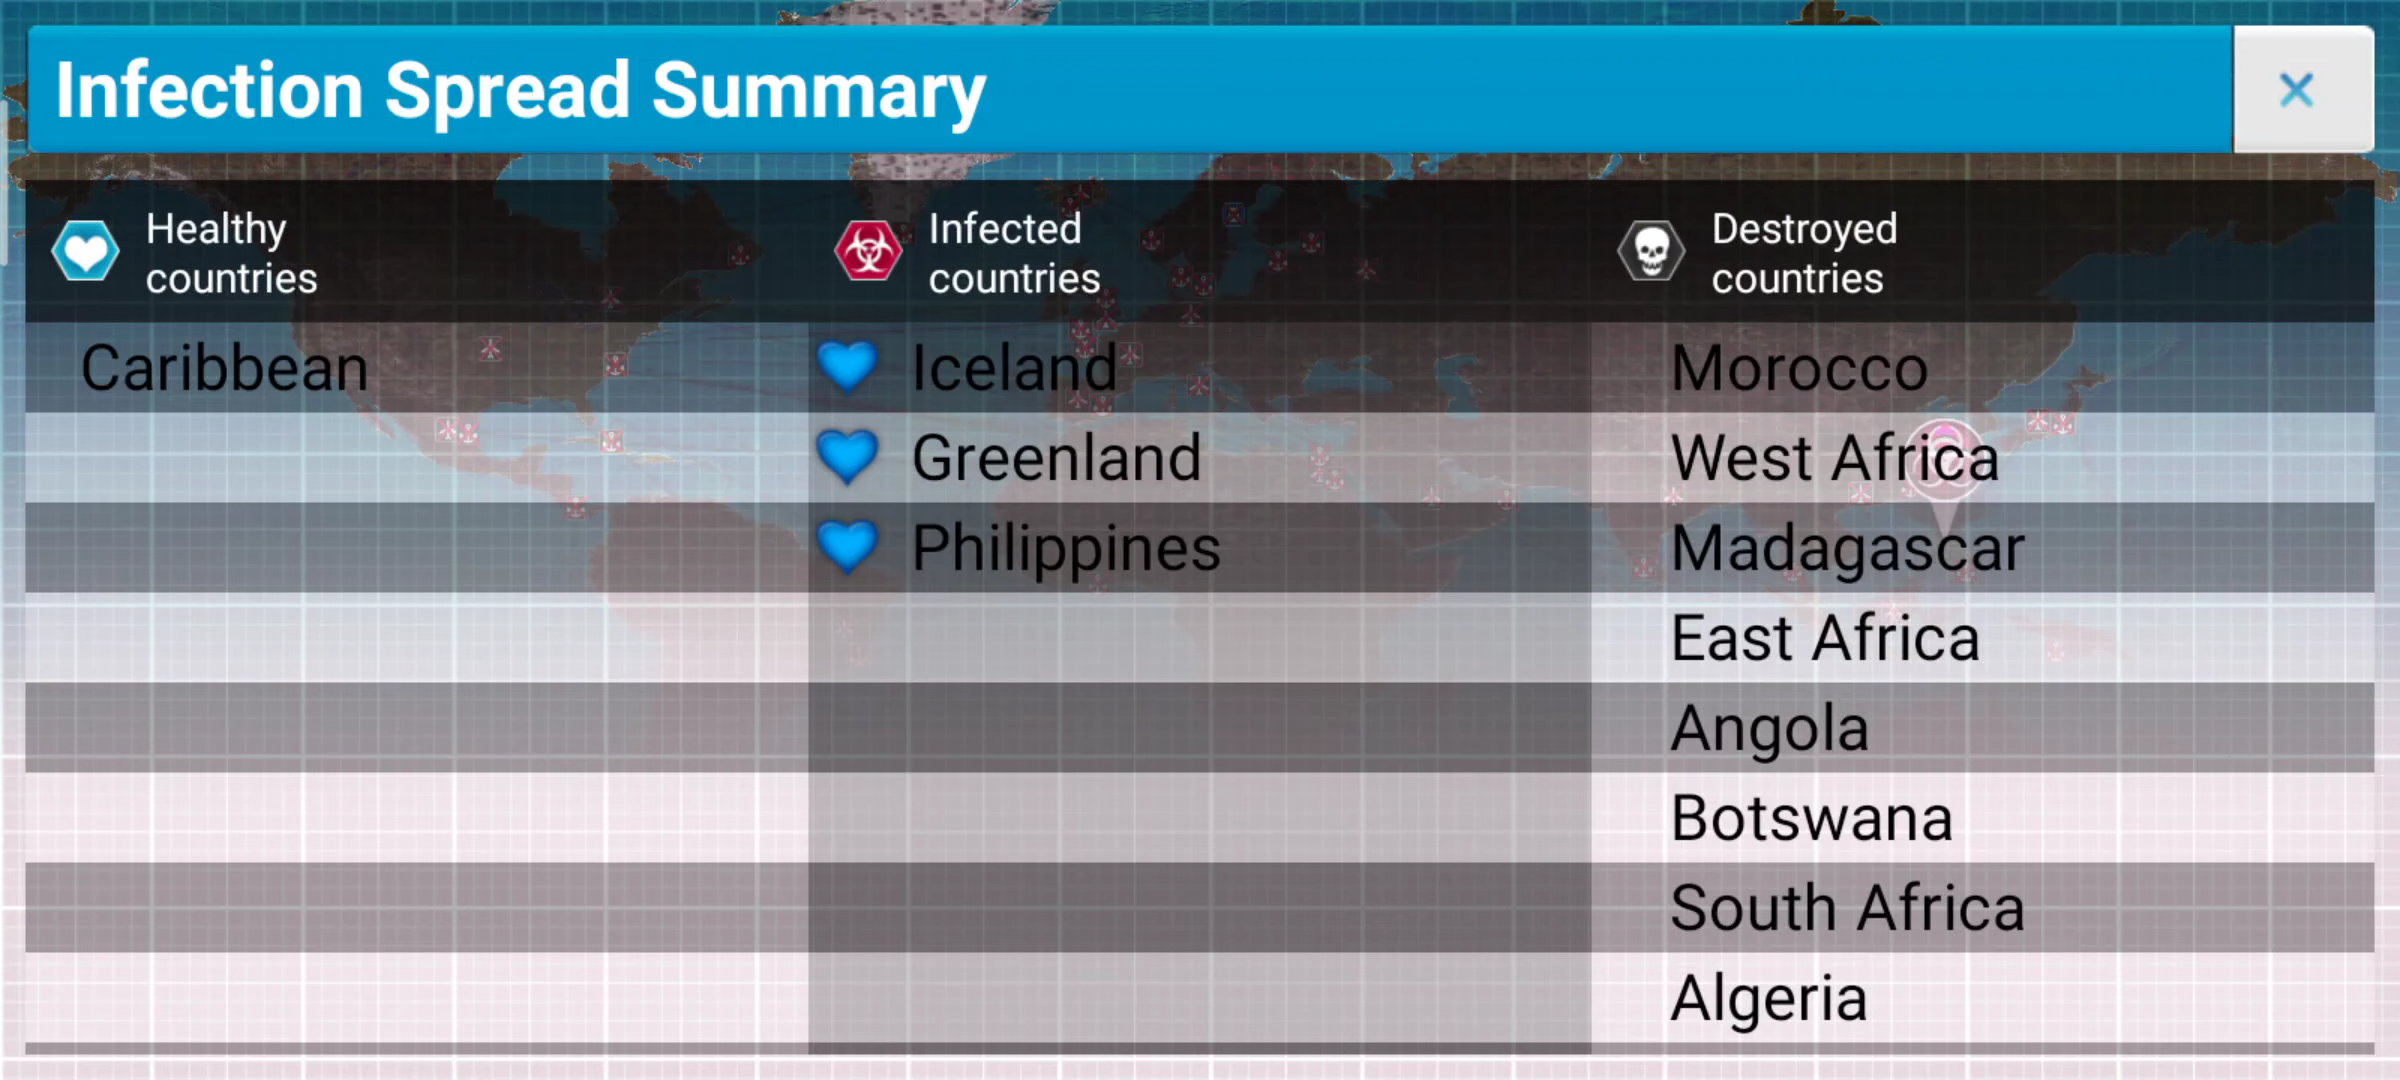 Infection Spread Summary
Healthy
countries
Infected
countries
Destroyed
countries
Caribbean
Iceland
Morocco
Greenland
West Africa
Philippines
Madagascar
East Africa
Angola
Botswana
South Africa
Algeria